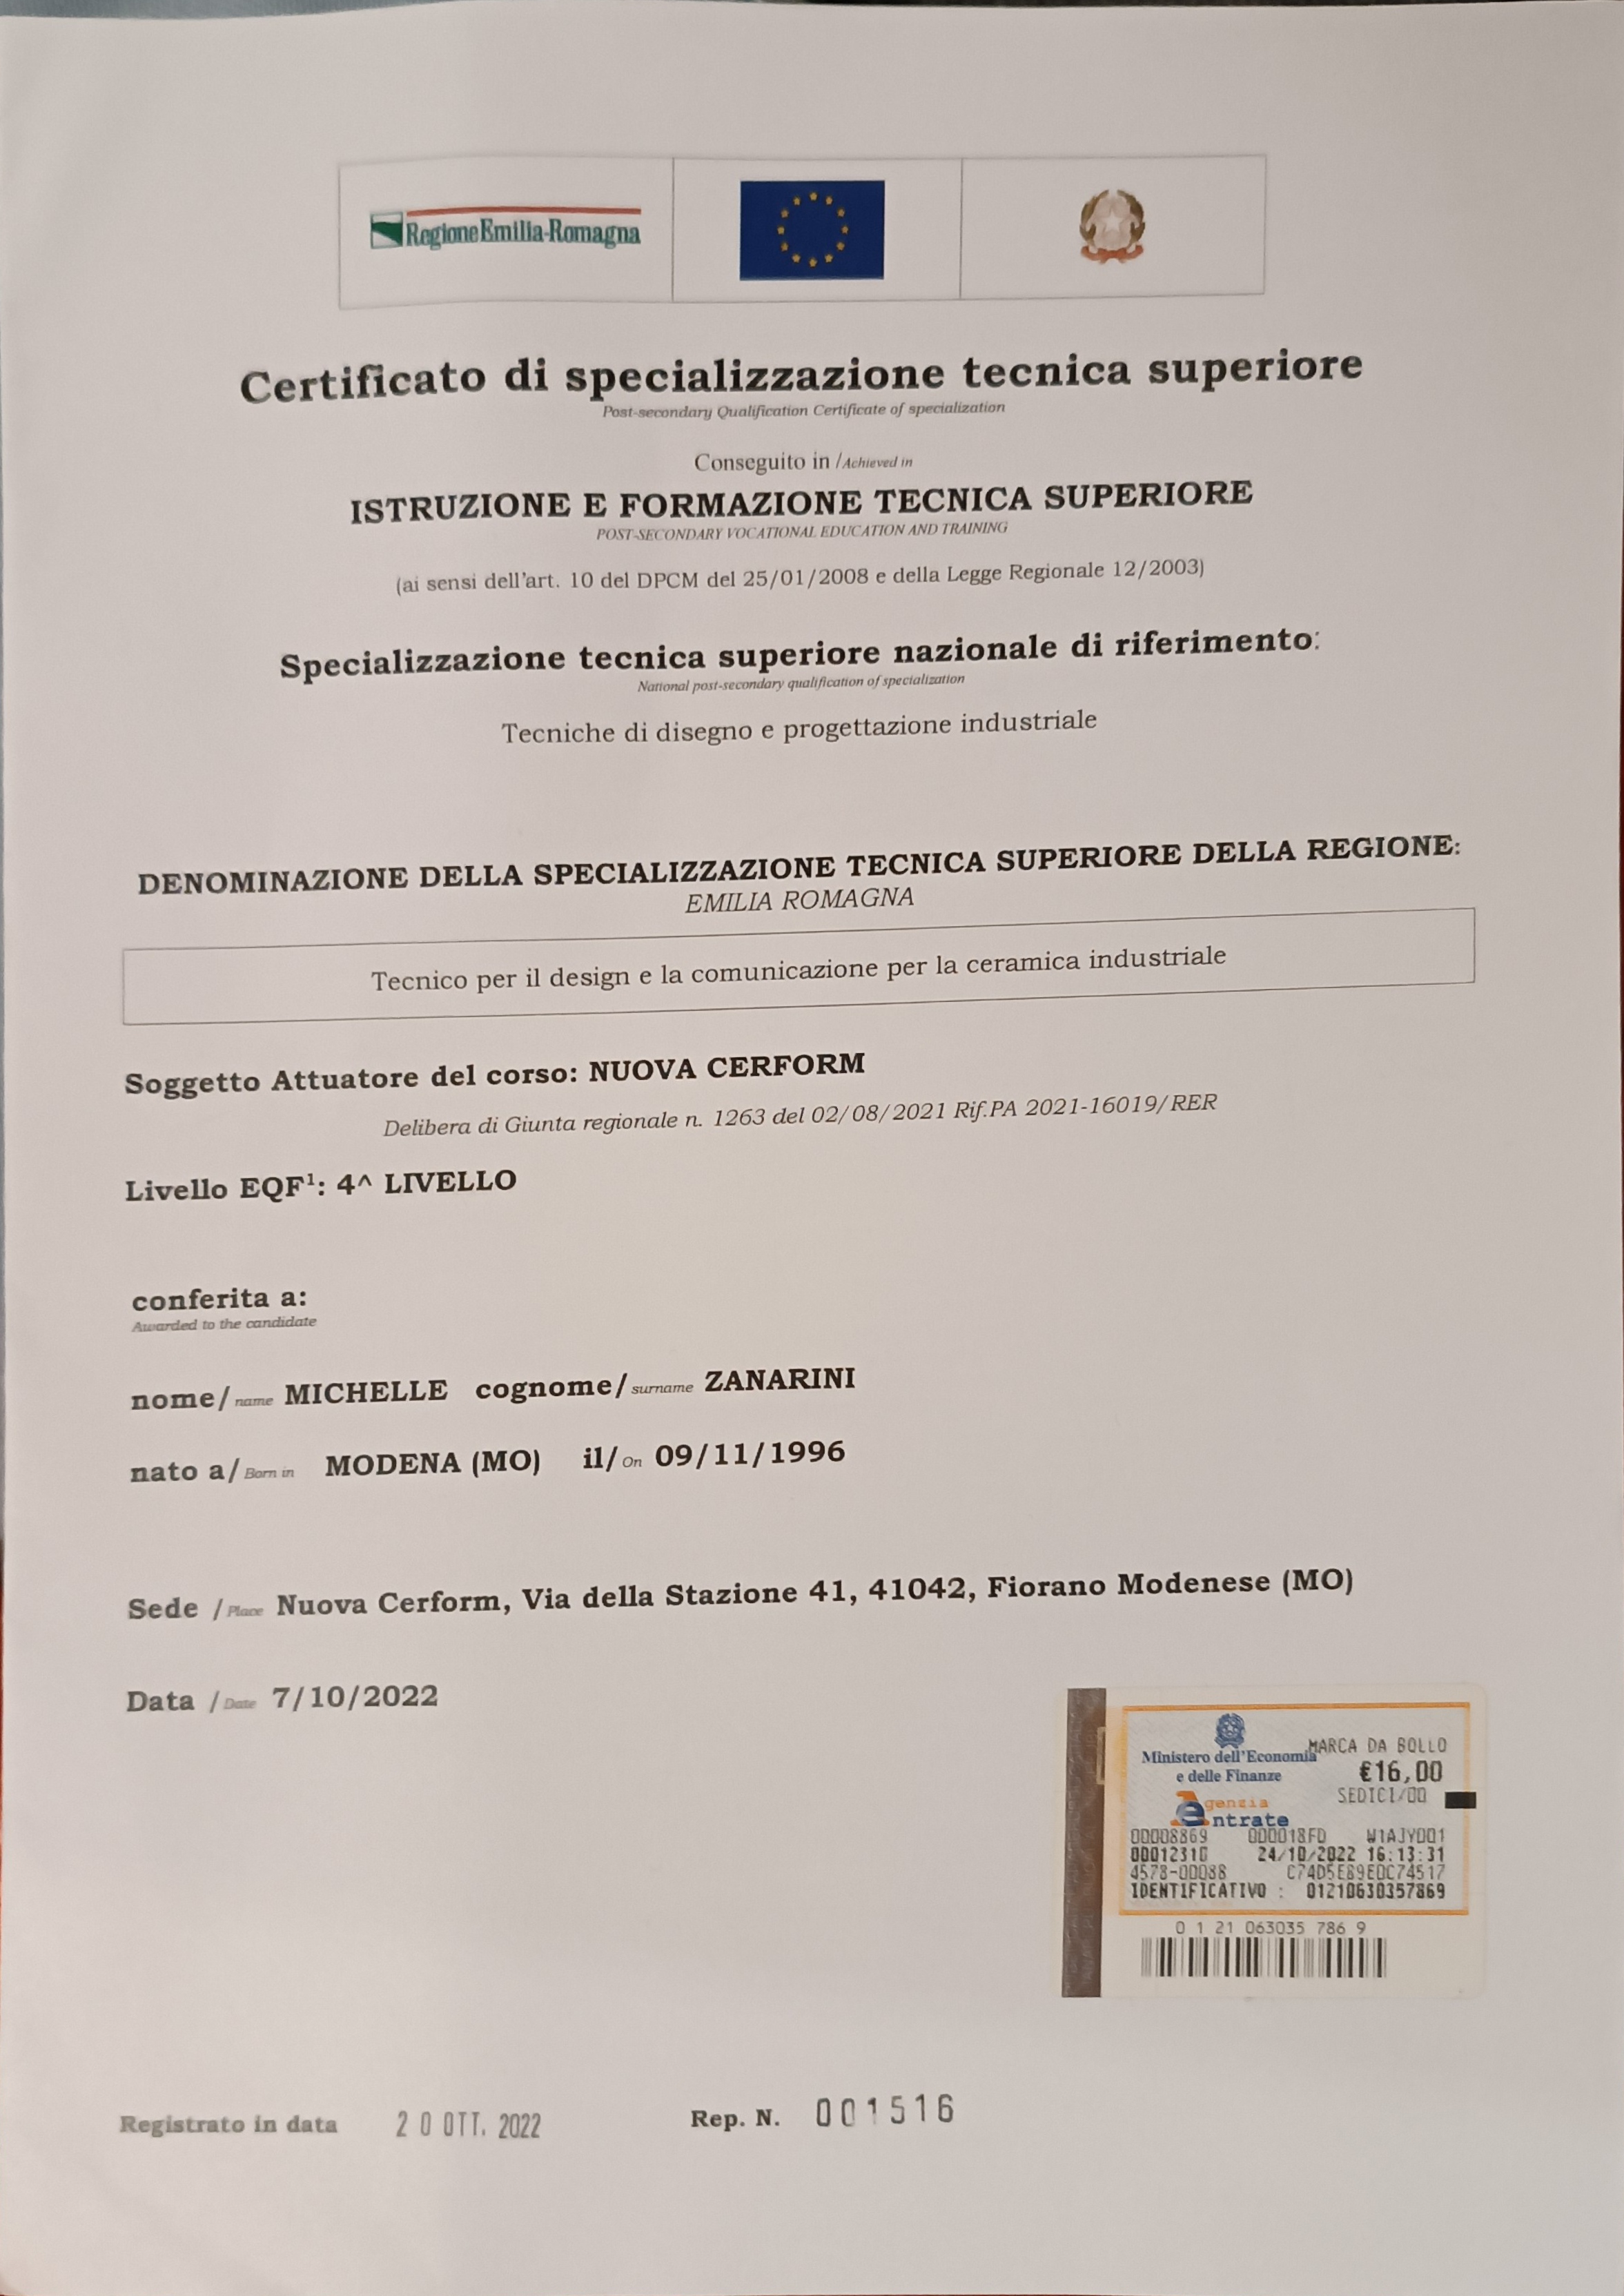 RegioneEmilia-Romagna
Certificato di specializzazione tecnica superiore
Post-secondary Qualification Certificate of specialization
Conseguito in /Achieved in
ISTRUZIONE E FORMAZIONE TECNICA SUPERIORE
POST-SECONDARY VOCATIONAL EDUCATION AND TRAINING
(ai sensi dell'art. 10 del DPCM del 25/01/2008 e della Legge Regionale 12/2003)
Specializzazione tecnica superiore nazionale di riferimento:
National post-secondary qualification of specialization
Tecniche di disegno e progettazione industriale
DENOMINAZIONE DELLA SPECIALIZZAZIONE TECNICA SUPERIORE DELLA REGIONE:
EMILIA ROMAGNA
Tecnico per il design e la comunicazione per la ceramica industriale
Soggetto Attuatore del corso: NUOVA CERFORM
Delibera di Giunta regionale n. 1263 del 02/08/2021 Rif.PA 2021-16019/RER
Livello EQF¹: 4^ LIVELLO
conferita a:
Awarded to the candidate
nome/name MICHELLE cognome/surname ZANARINI
nato a/Born in MODENA (MO) il/On 09/11/1996
Sede /Place Nuova Cerform, Via della Stazione 41, 41042, Fiorano Modenese (MO)
Data /Date 7/10/2022
Ministero dell'Economia
e delle Finanze
MARCA DA BOLLO
€16,00
SEDICI/00
agenzia
entrate
00008869 000018FD W1AJY001
00012310 24/10/2022 16:13:31
4578-00088 C74D5E89EDC74517
IDENTIFICATIVO : 01210630357869
0 1 21 063035 786 9
Registrato in data 20 OTT. 2022 Rep. N. 001516